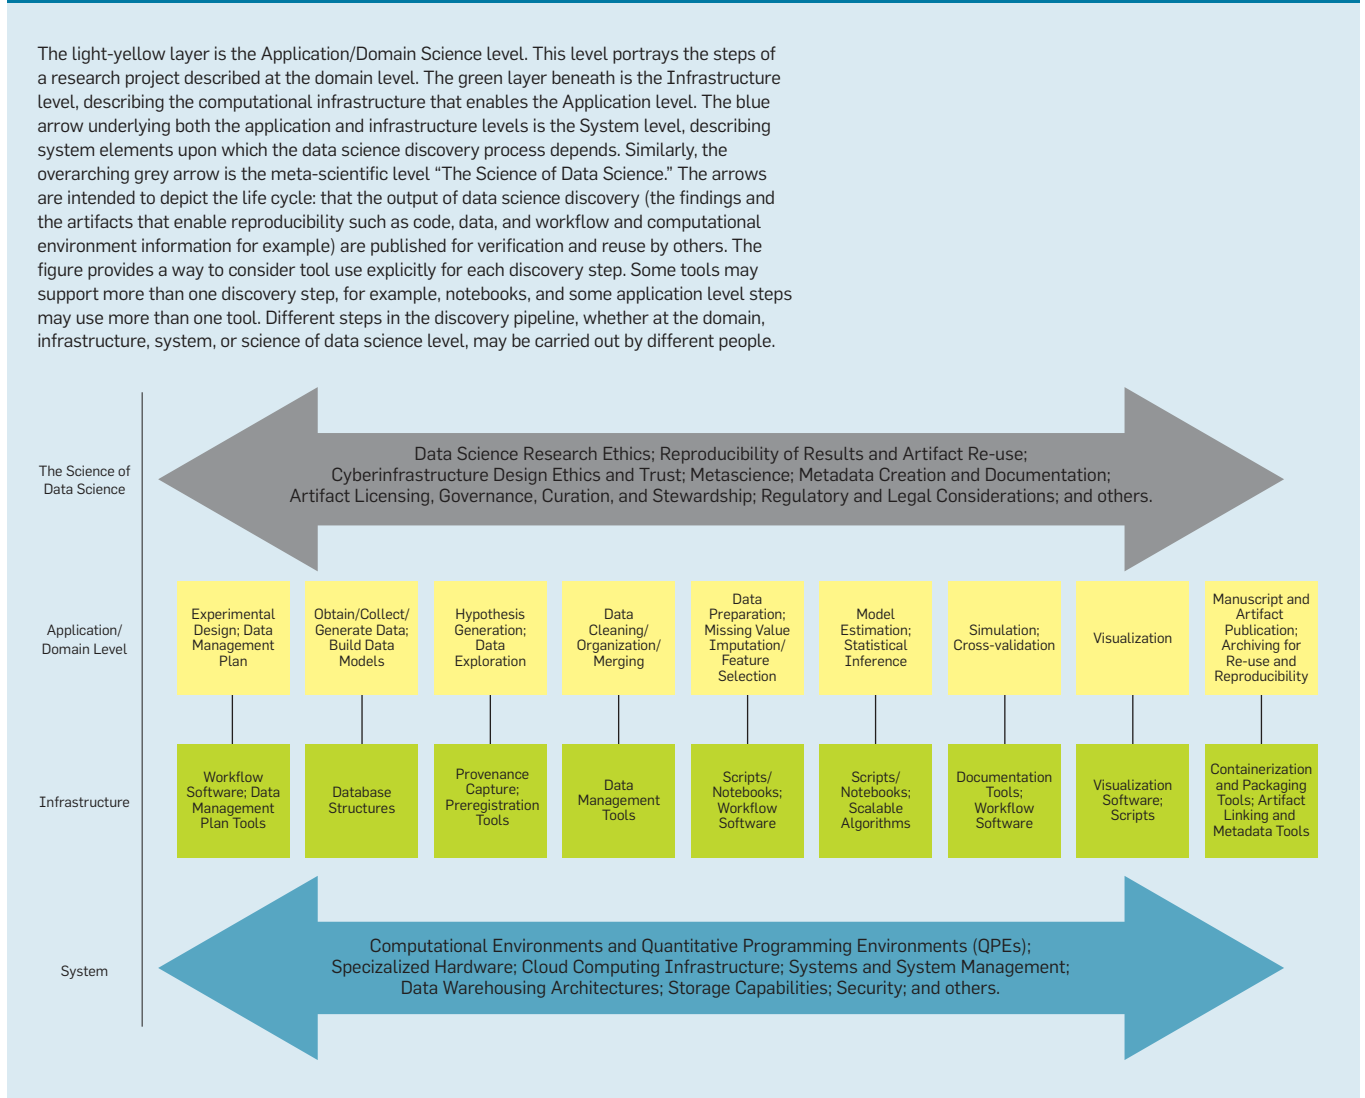 The light-yellow layer is the Application/Domain Science level. This level portrays the steps of
a research project described at the domain level. The green layer beneath is the Infrastructure
level, describing the computational infrastructure that enables the Application level. The blue
arrow underlying both the application and infrastructure levels is the System level, describing
system elements upon which the data science discovery process depends. Similarly, the
overarching grey arrow is the meta-scientific level “The Science of Data Science.” The arrows
are intended to depict the life cycle: that the output of data science discovery (the findings and
the artifacts that enable reproducibility such as code, data, and workflow and computational
environment information for example) are published for verification and reuse by others. The
figure provides a way to consider tool use explicitly for each discovery step. Some tools may
support more than one discovery step, for example, notebooks, and some application level steps
may use more than one tool. Different steps in the discovery pipeline, whether at the domain,
infrastructure, system, or science of data science level, may be carried out by different people.
The Science of
Data Science
Data Science Research Ethics; Reproducibility of Results and Artifact Re-use;
Cyberinfrastructure Design Ethics and Trust; Metascience; Metadata Creation and Documentation;
Artifact Licensing, Governance, Curation, and Stewardship; Regulatory and Legal Considerations; and others.
Application/
Domain Level
Experimental
Design; Data
Management
Plan
Obtain/Collect/
Generate Data;
Build Data
Models
Hypothesis
Generation;
Data
Exploration
Data
Cleaning/
Organization/
Merging
Data
Preparation;
Missing Value
Imputation/
Feature
Selection
Model
Estimation;
Statistical
Inference
Simulation;
Cross-validation
Visualization
Manuscript and
Artifact
Publication;
Archiving for
Re-use and
Reproducibility
Infrastructure
Workflow
Software; Data
Management
Plan Tools
Database
Structures
Provenance
Capture;
Preregistration
Tools
Data
Management
Tools
Scripts/
Notebooks;
Workflow
Software
Scripts/
Notebooks;
Scalable
Algorithms
Documentation
Tools;
Workflow
Software
Visualization
Software;
Scripts
Containerization
and Packaging
Tools; Artifact
Linking and
Metadata Tools
System
Computational Environments and Quantitative Programming Environments (QPEs);
Specizalized Hardware; Cloud Computing Infrastructure; Systems and System Management;
Data Warehousing Architectures; Storage Capabilities; Security; and others.